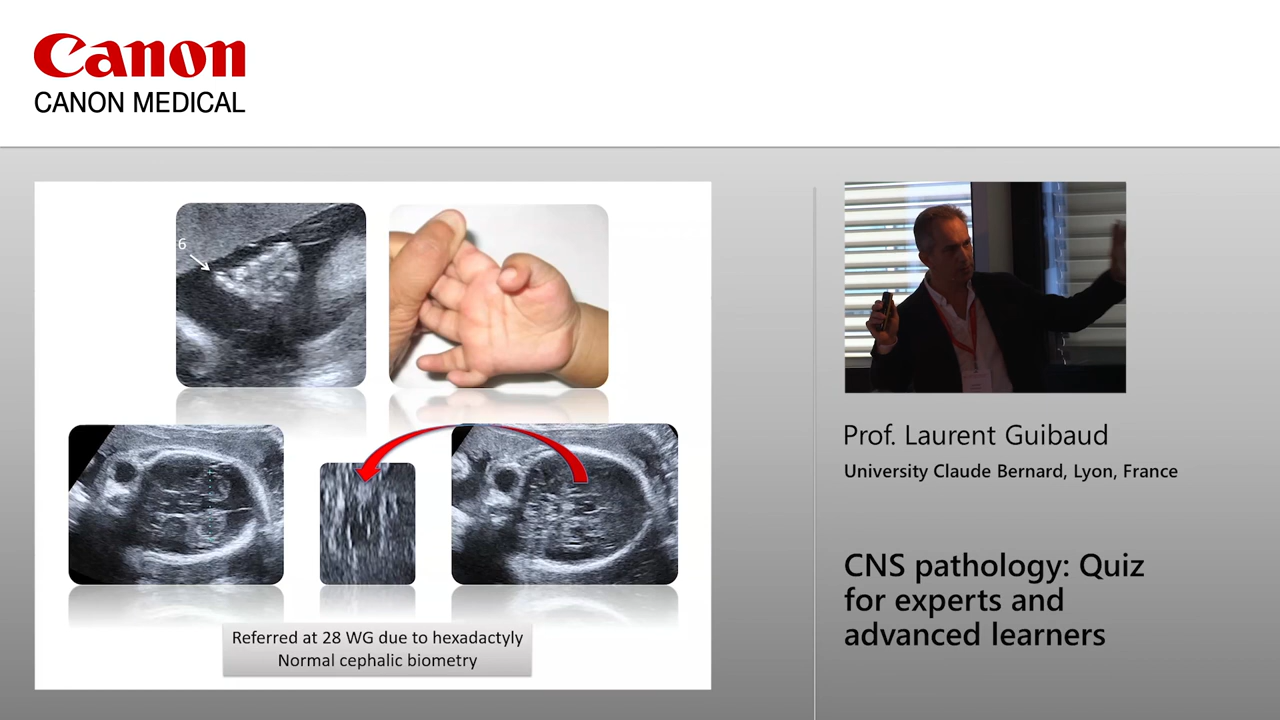 Canon
CANON MEDICAL
6
Referred at 28 WG due to hexadactyly
Normal cephalic biometry
Prof. Laurent Guibaud
University Claude Bernard, Lyon, France
CNS pathology: Quiz
for experts and
advanced learners